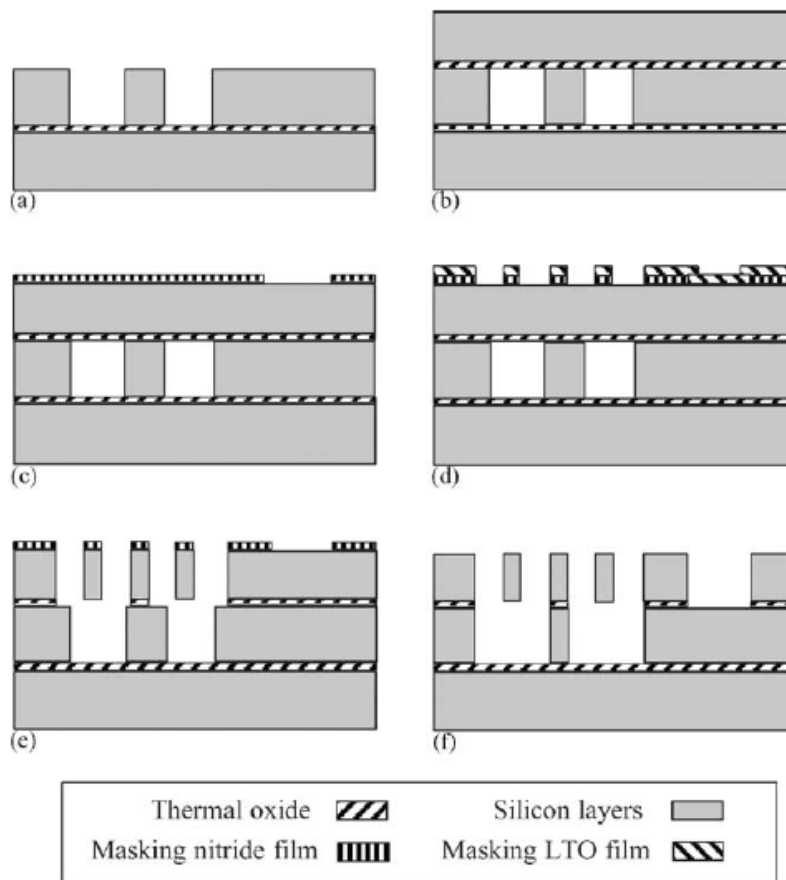 (a)
(b)
(c)
(d)
(e)
(f)
Thermal oxide
Silicon layers
Masking nitride film
Masking LTO film